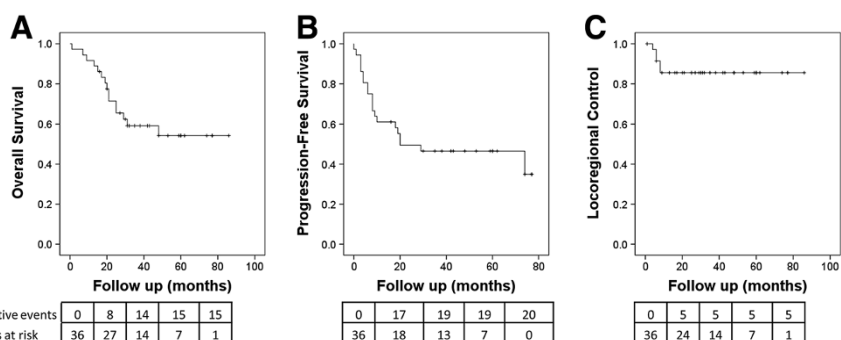 A B C
1.0 1.0 1.0
0.8 0.8 0.8
0.6 0.6 0.6
0.4 0.4 0.4
0.2 0.2 0.2
0.0 0.0 0.0
Overall Survival
Progression-Free Survival
Locoregional Control
0 20 40 60 80 100
0 20 40 60 80
0 20 40 60 80 100
Follow up (months) Follow up (months) Follow up (months)
tive events 0 8 14 15 15 0 17 19 19 20 0 5 5 5 5
s at risk 36 27 14 7 1 36 18 13 7 0 36 24 14 7 1